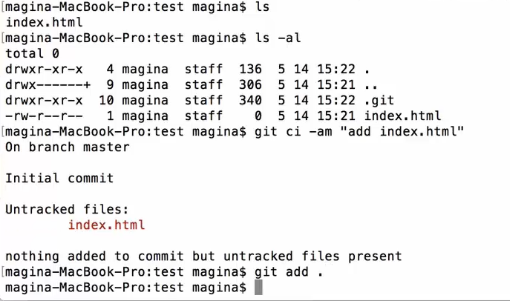 [magina-MacBook-Pro:test magina$ ls
index.html
[magina-MacBook-Pro:test magina$ ls -al
total 0
drwxr-xr-x   4 magina  staff  136  5 14 15:22 .
drwx------+  9 magina  staff  306  5 14 15:21 ..
drwxr-xr-x  10 magina  staff  340  5 14 15:22 .git
-rw-r--r--   1 magina  staff    0  5 14 15:21 index.html
[magina-MacBook-Pro:test magina$ git ci -am "add index.html"
On branch master
Initial commit
Untracked files:
index.html
nothing added to commit but untracked files present
[magina-MacBook-Pro:test magina$ git add .
magina-MacBook-Pro:test magina$